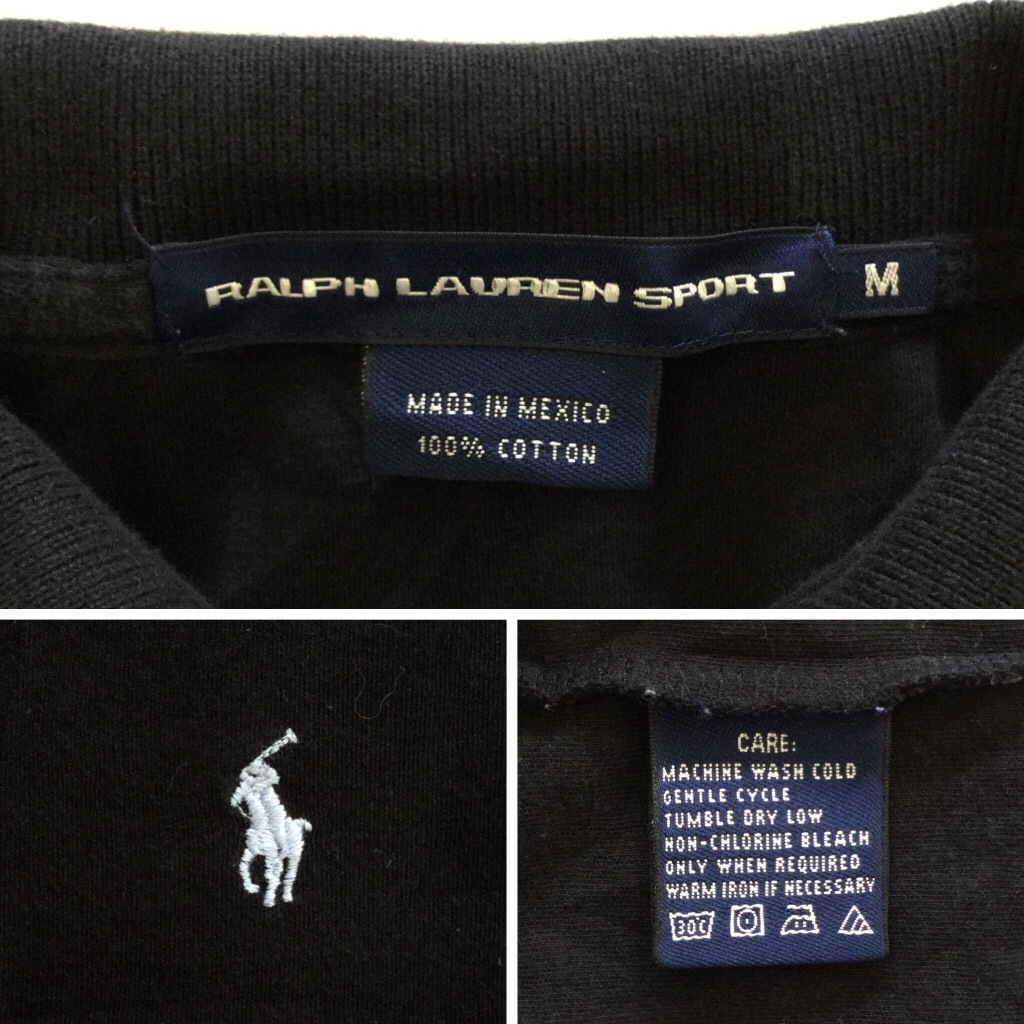 RALPH LAUREN SPORT M
MADE IN MEXICO
100% COTTON
CARE:
MACHINE WASH COLD
GENTLE CYCLE
TUMBLE DRY LOW
NON-CHLORINE BLEACH
ONLY WHEN REQUIRED
WARM IRON IF NECESSARY
30C